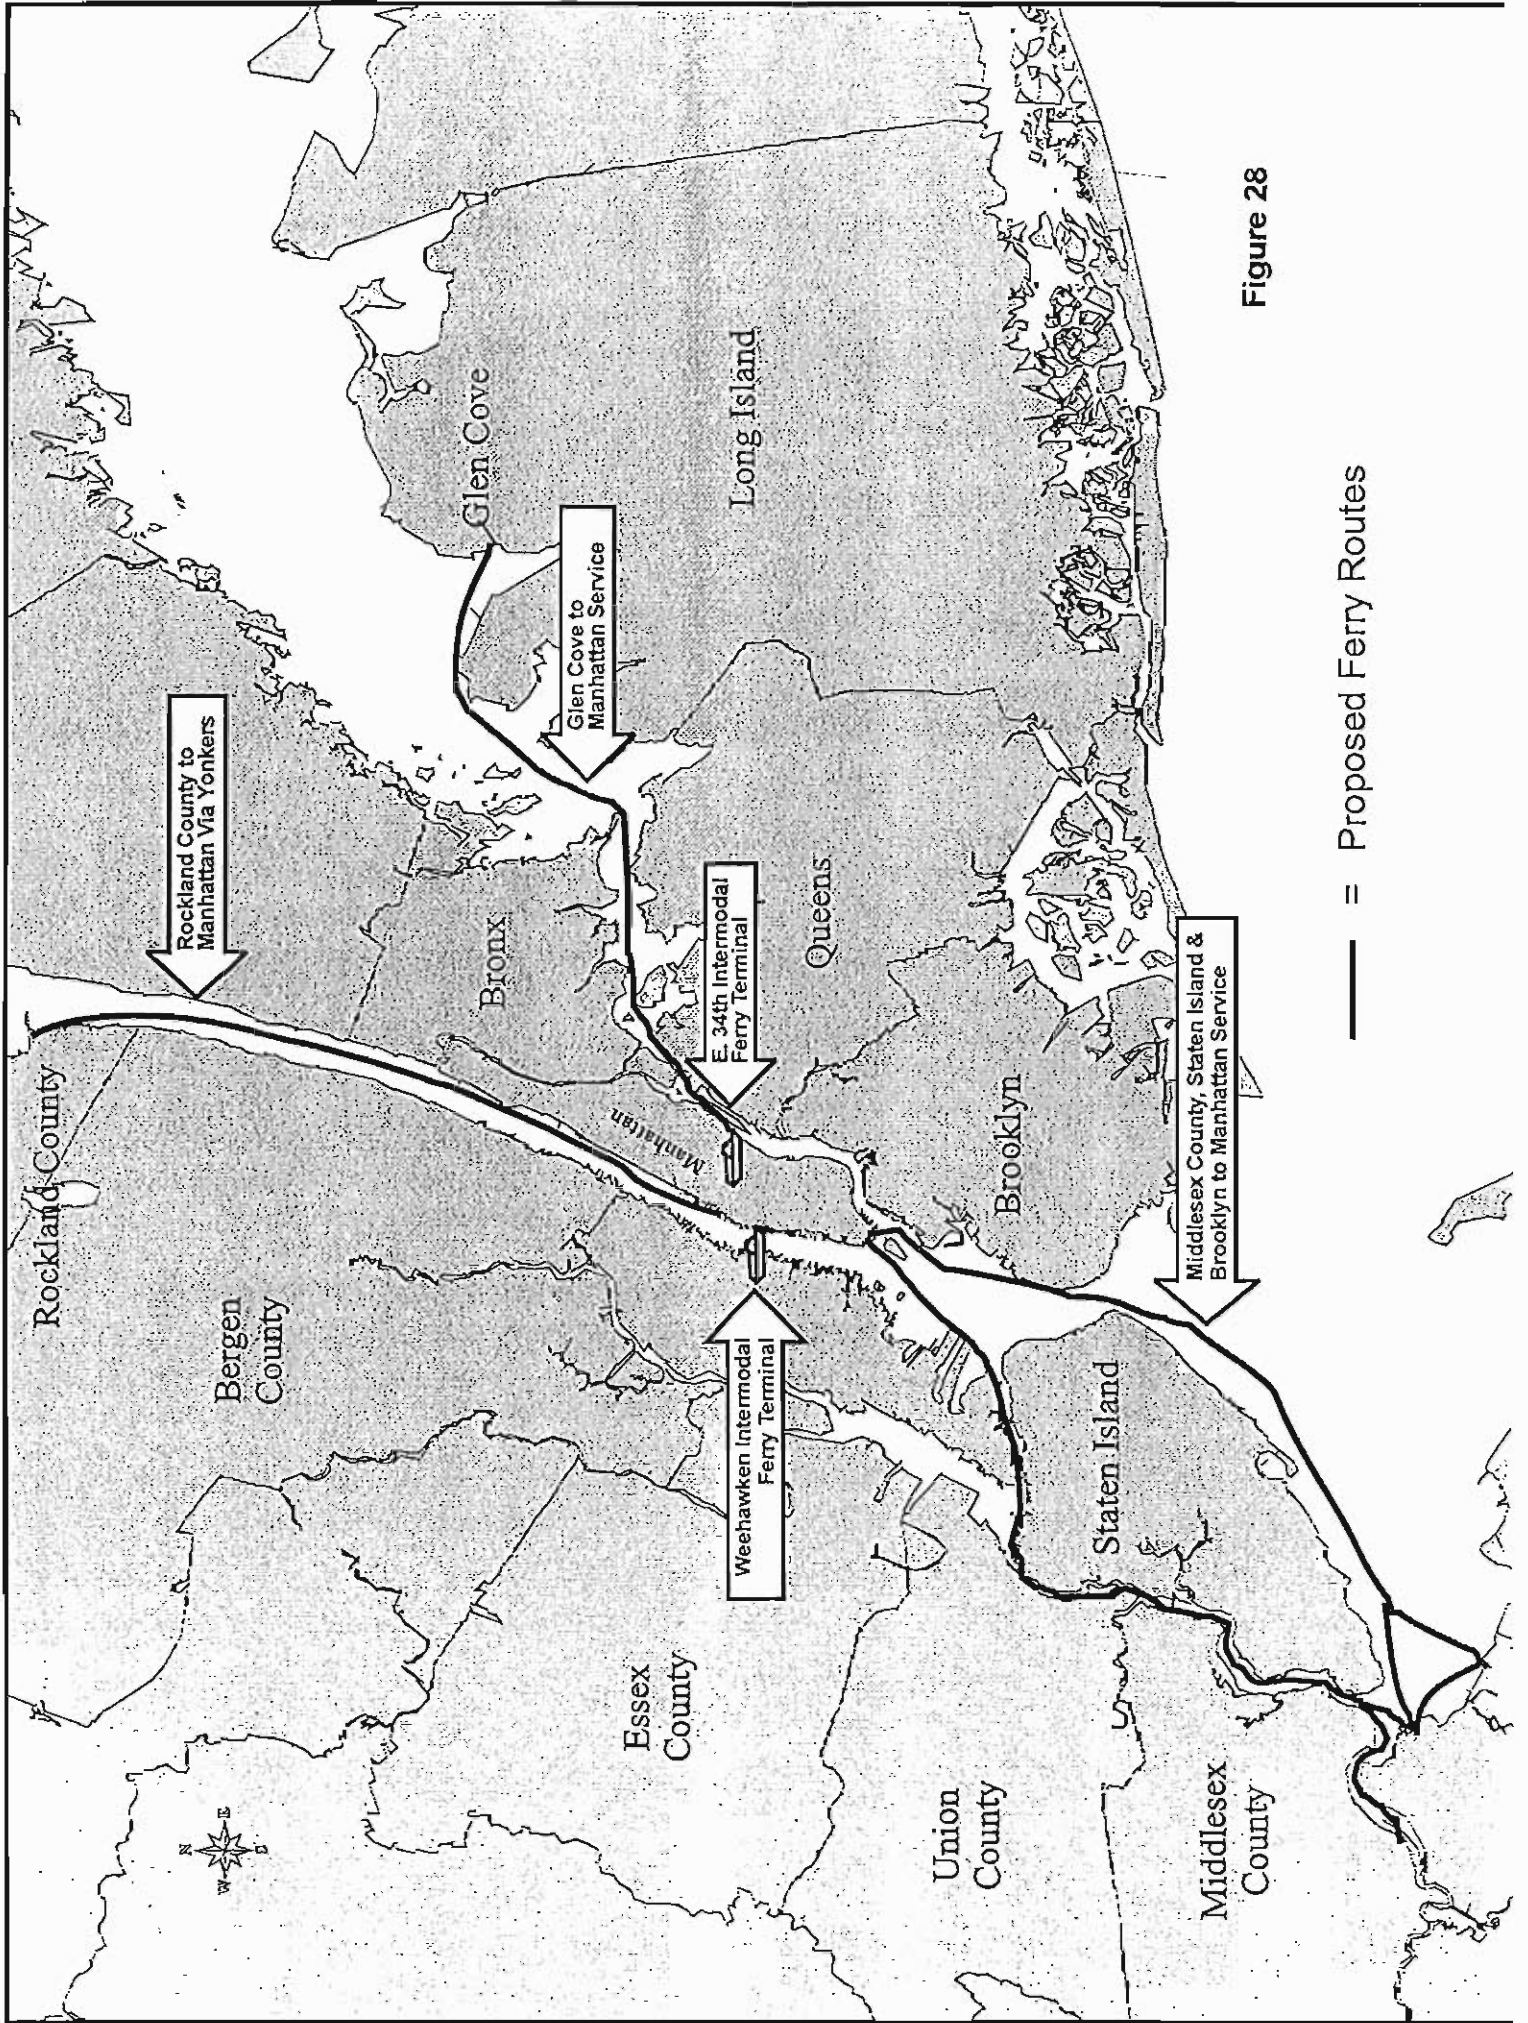 Rockland County to
Manhattan Via Yonkers
Rockland County
Bergen
County
Glen Cove
Glen Cove to
Manhattan Service
Long Island
Bronx
Manhattan
E. 34th Intermodal
Ferry Terminal
Queens
Weehawken Intermodal
Ferry Terminal
Essex
County
Brooklyn
Staten Island
Union
County
Middlesex
County
Middlesex County, Staten Island &
Brooklyn to Manhattan Service
N
W
E
S
Figure 28
= Proposed Ferry Routes